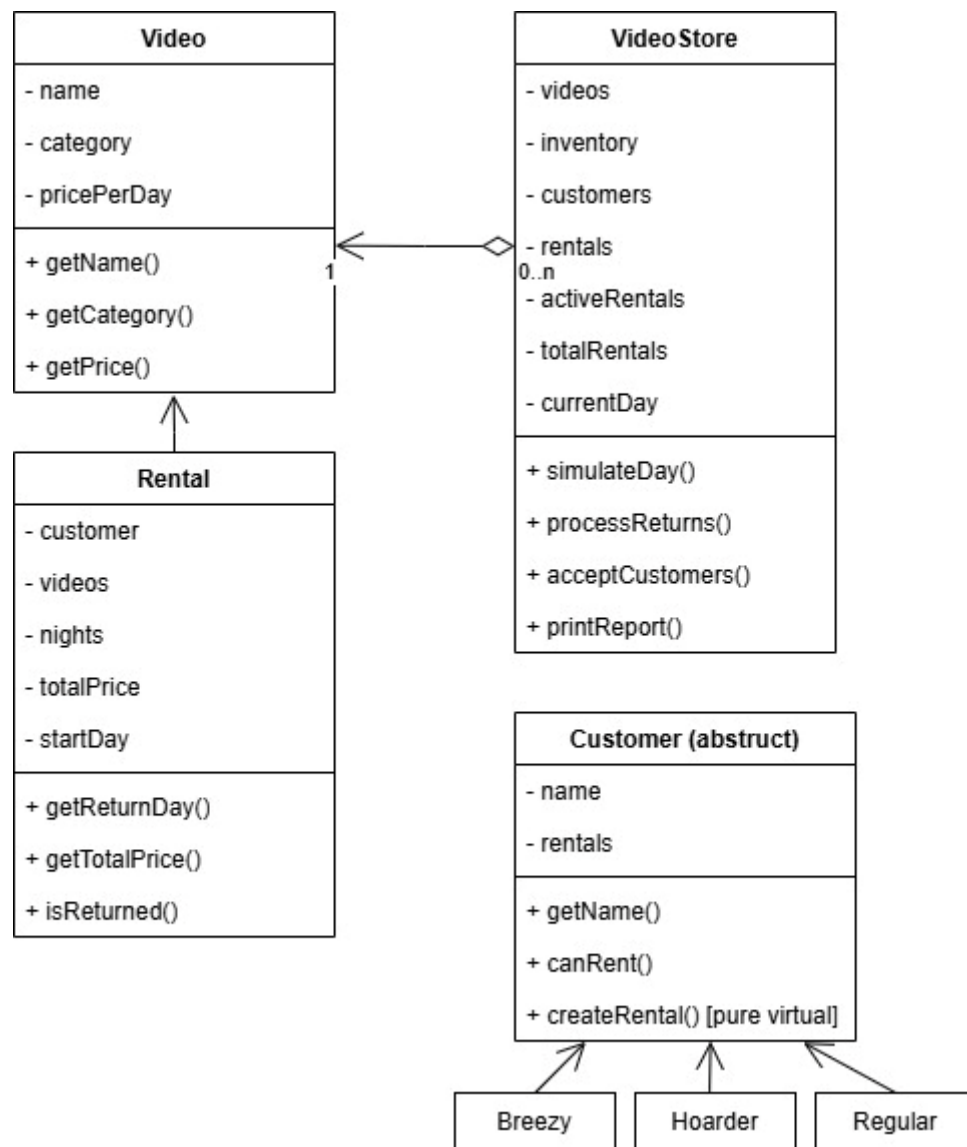 Video
- name
- category
- pricePerDay
+ getName()
+ getCategory()
+ getPrice()
1
0..n
VideoStore
- videos
- inventory
- customers
- rentals
- activeRentals
- totalRentals
- currentDay
+ simulateDay()
+ processReturns()
+ acceptCustomers()
+ printReport()
Rental
- customer
- videos
- nights
- totalPrice
- startDay
+ getReturnDay()
+ getTotalPrice()
+ isReturned()
Customer (abstruct)
- name
- rentals
+ getName()
+ canRent()
+ createRental() [pure virtual]
Breezy
Hoarder
Regular